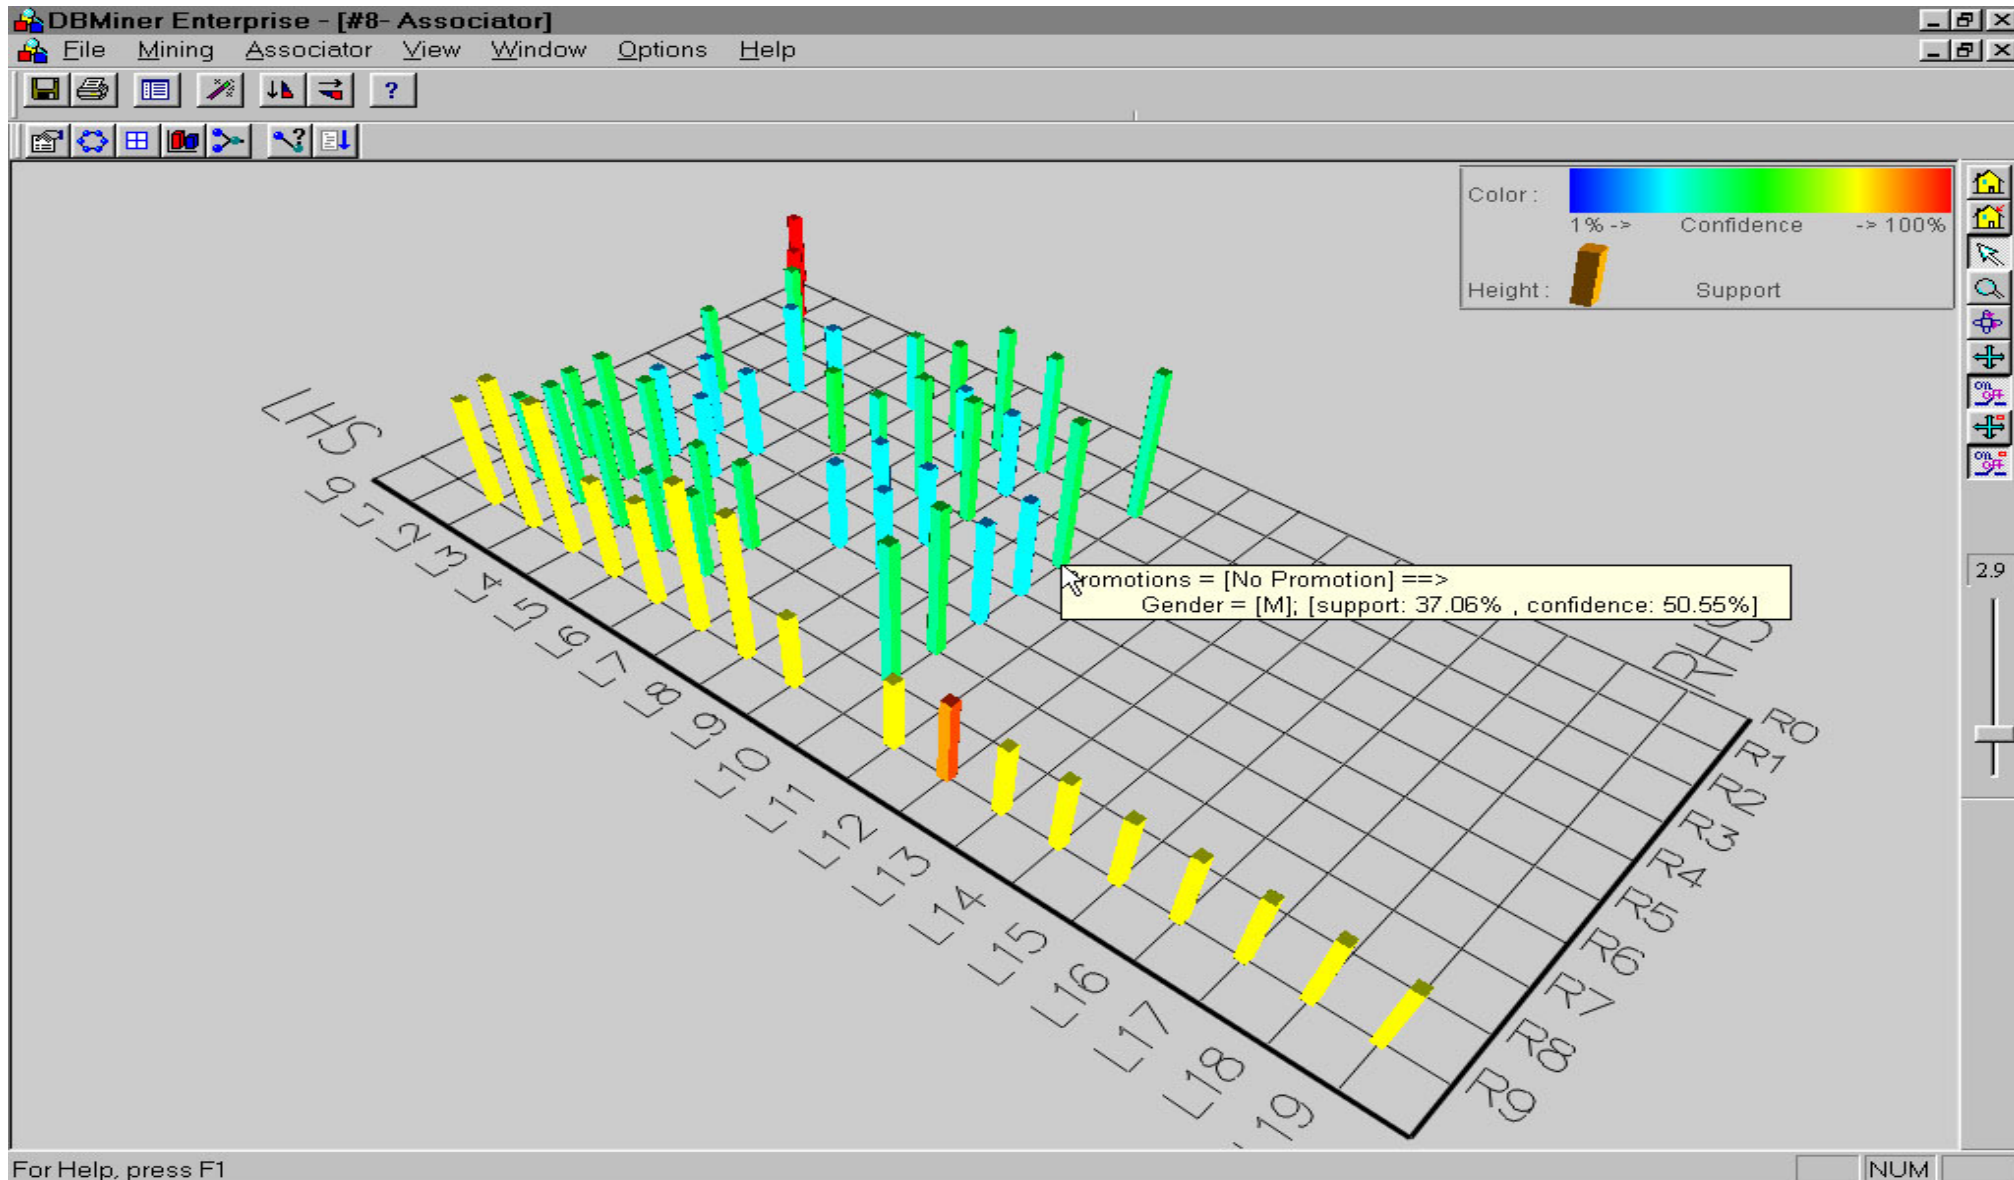 DBMiner Enterprise - [#8- Associator]
File Mining Associator View Window Options Help
?
Color :
1% -> Confidence -> 100%
Height : Support
LHS
L1
L2
L3
L4
L5
L6
L7
L8
L9
L10
L11
L12
L13
L14
L15
L16
L17
L18
romotions = [No Promotion] ==>
Gender = [M]; [support: 37.06% , confidence: 50.55%]
R0
R1
R2
R3
R4
R5
R6
R7
R8
R9
2.9
For Help, press F1
NUM